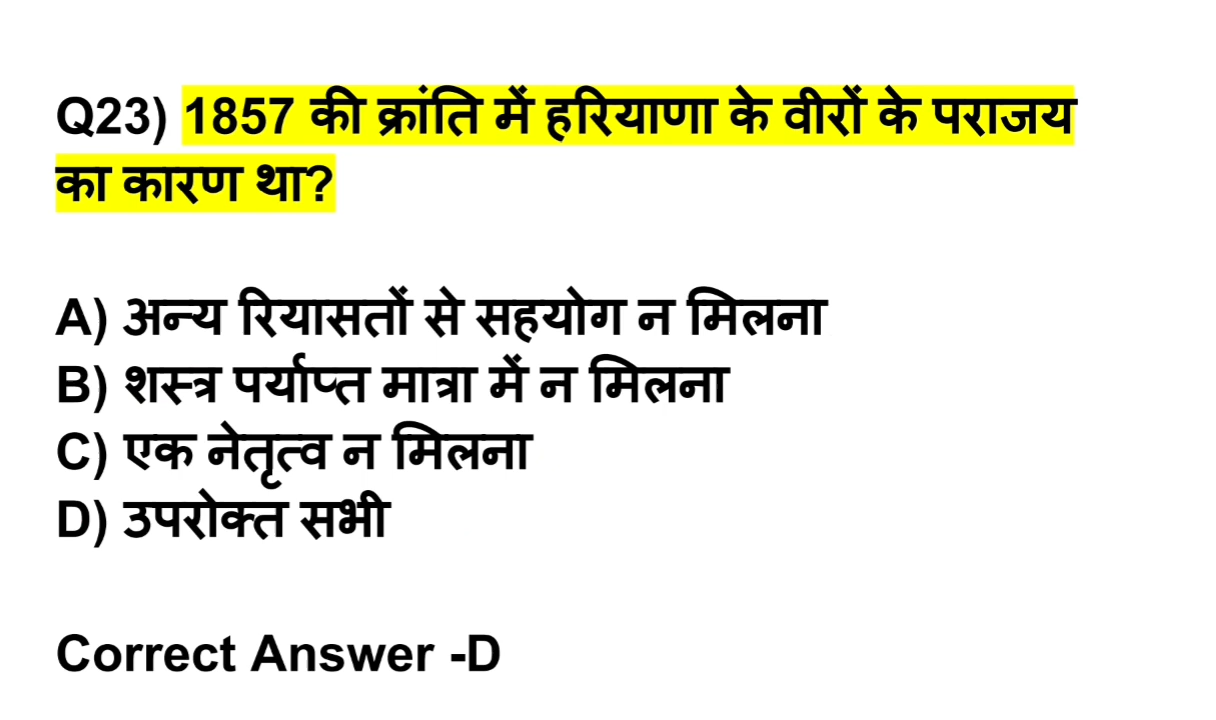 Q23) 1857 की क्रांति में हरियाणा के वीरों के पराजय
का कारण था?
A) अन्य रियासतों से सहयोग न मिलना
B) शस्त्र पर्याप्त मात्रा में न मिलना
C) एक नेतृत्व न मिलना
D) उपरोक्त सभी
Correct Answer -D